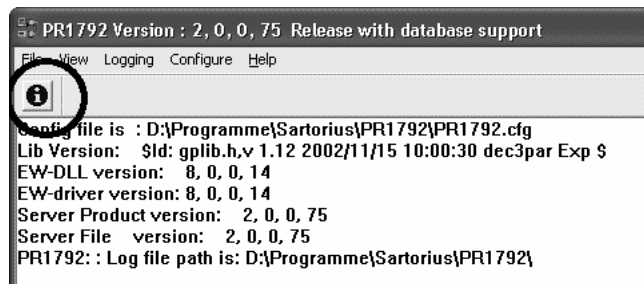 PR1792 Version : 2, 0, 0, 75 Release with database support
File View Logging Configure Help
Config file is : D:\Programme\Sartorius\PR1792\PR1792.cfg
Lib Version: $Id: gplib.h,v 1.12 2002/11/15 10:00:30 dec3par Exp $
EW-DLL version: 8, 0, 0, 14
EW-driver version: 8, 0, 0, 14
Server Product version: 2, 0, 0, 75
Server File version: 2, 0, 0, 75
PR1792: : Log file path is: D:\Programme\Sartorius\PR1792\